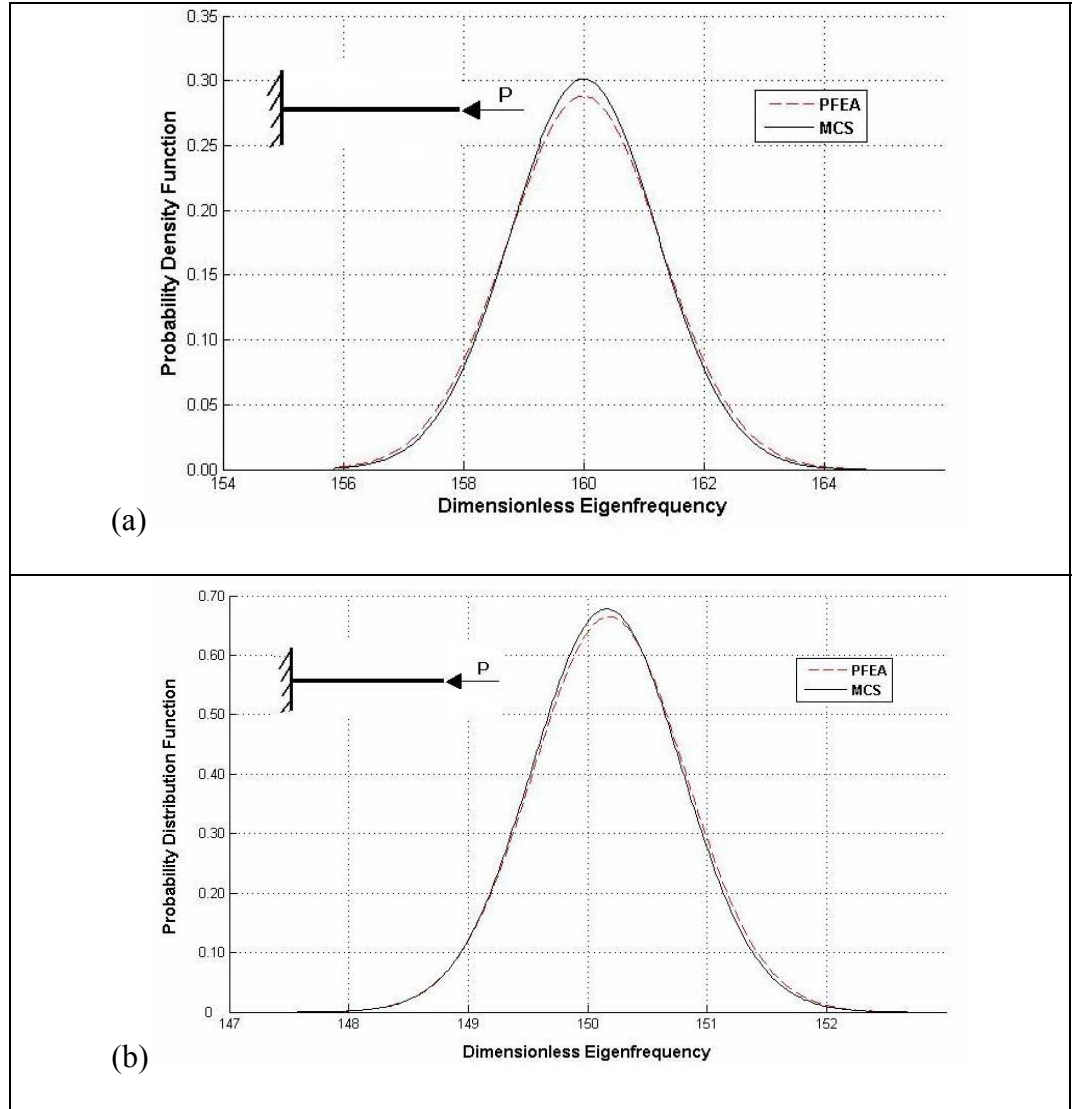 0.35
0.30
0.25
0.20
0.15
0.10
0.05
0.00
Probability Density Function
P
PFEA
MCS
154 156 158 160 162 164
Dimensionless Eigenfrequency
(a)
0.70
0.60
0.50
0.40
0.30
0.20
0.10
0
Probability Distribution Function
P
PFEA
MCS
147 148 149 150 151 152
Dimensionless Eigenfrequency
(b)